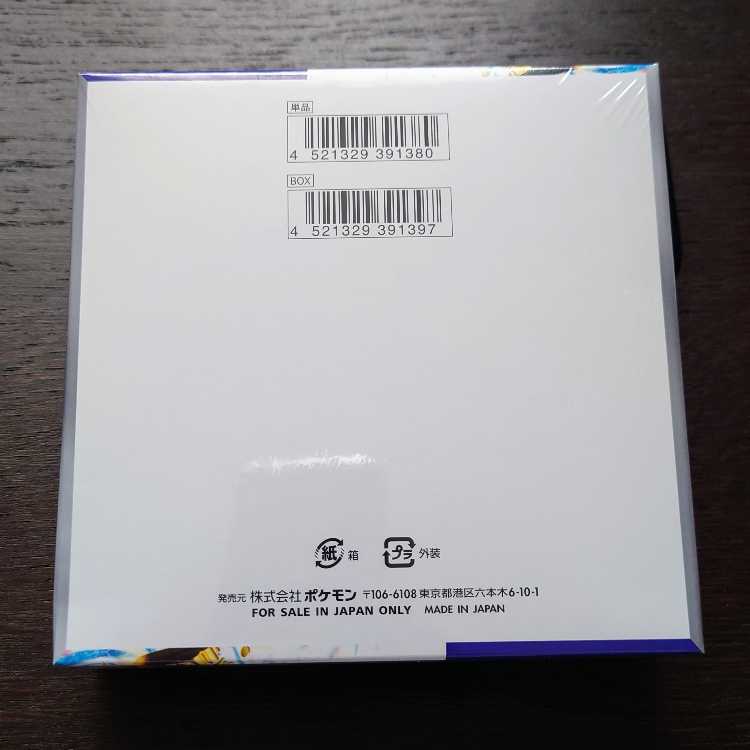 単品
4 521329 391380
BOX
4 521329 391397
紙 箱 プラ 外装
発売元 株式会社 ポケモン 〒106-6108 東京都港区六本木6-10-1
FOR SALE IN JAPAN ONLY MADE IN JAPAN